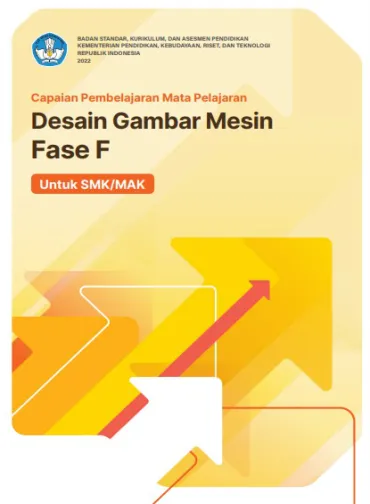 BADAN STANDAR, KURIKULUM, DAN ASESMEN PENDIDIKAN
KEMENTERIAN PENDIDIKAN, KEBUDAYAAN, RISET, DAN TEKNOLOGI
REPUBLIK INDONESIA
2022
Capaian Pembelajaran Mata Pelajaran
Desain Gambar Mesin
Fase F
Untuk SMK/MAK